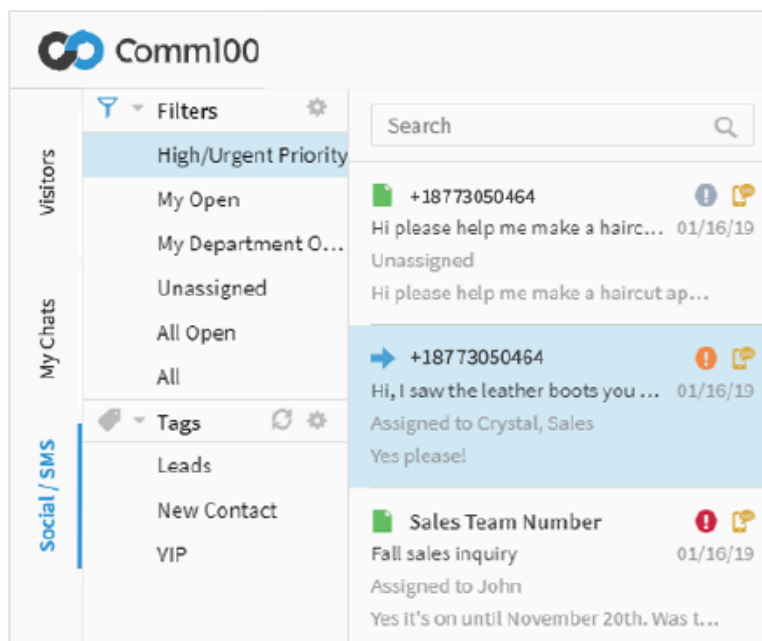 Comm100
Visitors
My Chats
Social / SMS
Filters
High/Urgent Priority
My Open
My Department O...
Unassigned
All Open
All
Tags
Leads
New Contact
VIP
Search
+18773050464
Hi please help me make a hairc... 01/16/19
Unassigned
Hi please help me make a haircut ap...
+18773050464
Hi, I saw the leather boots you ... 01/16/19
Assigned to Crystal, Sales
Yes please!
Sales Team Number
Fall sales inquiry 01/16/19
Assigned to John
Yes it's on until November 20th. Was t...